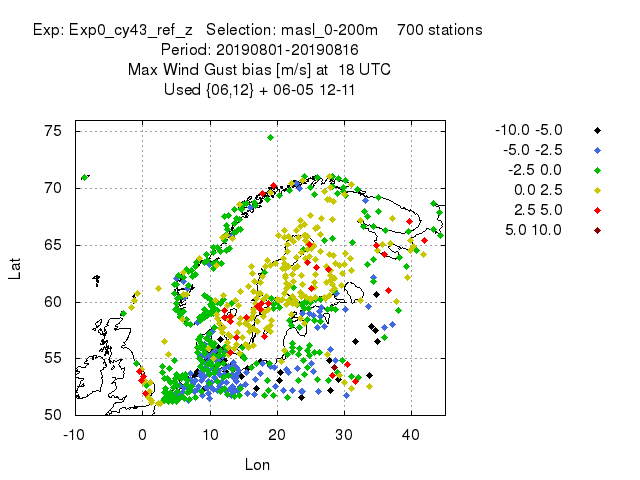 Exp: Exp0_cy43_ref_z Selection: masl_0-200m 700 stations
Period: 20190801-20190816
Max Wind Gust bias [m/s] at 18 UTC
Used {06,12} + 06-05 12-11
-10.0 -5.0
-5.0 -2.5
-2.5 0.0
0.0 2.5
2.5 5.0
5.0 10.0
Lat
75
70
65
60
55
50
-10 0 10 20 30 40
Lon